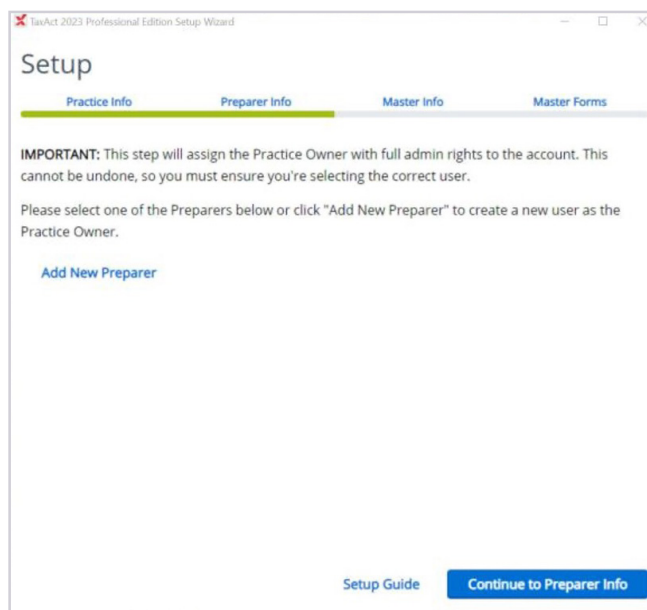 TaxAct 2023 Professional Edition Setup Wizard
Setup
Practice Info Preparer Info Master Info Master Forms
IMPORTANT: This step will assign the Practice Owner with full admin rights to the account. This
cannot be undone, so you must ensure you're selecting the correct user.
Please select one of the Preparers below or click "Add New Preparer" to create a new user as the
Practice Owner.
Add New Preparer
Setup Guide Continue to Preparer Info